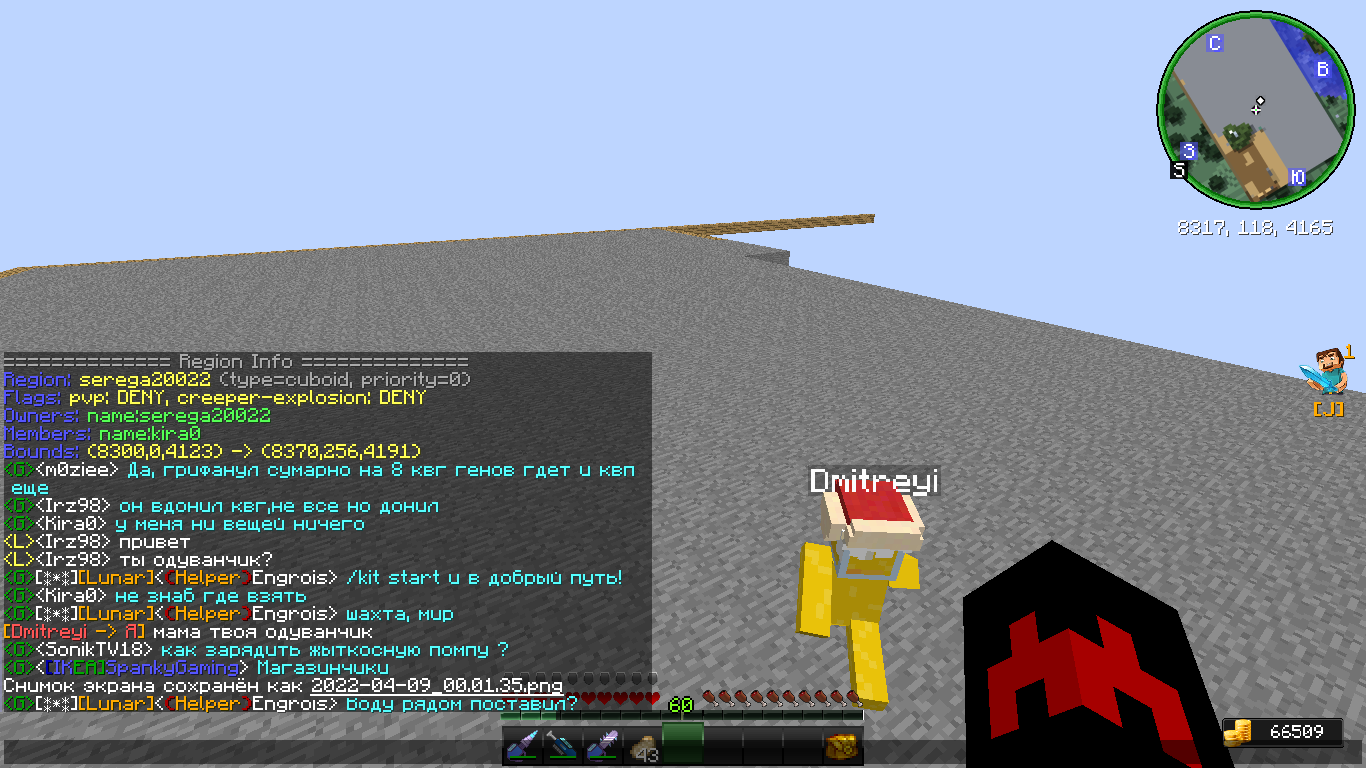 С
В
З
S
Ю
8317, 118, 4165
============== Region Info ==============
Region: serega20022 (type=cuboid, priority=0)
Flags: pvp: DENY, creeper-explosion: DENY
Owners: name:serega20022
Members: name:kira0
Bounds: (8300,0,4123) -> (8370,256,4191)
<G><m0ziee> Да, грифанул сумарно на 8 квг генов гдет и квп
еще
<G><Irz98> он вдонил квг,не все но донил
<G><Kira0> у меня ни вещей ничего
<L><Irz98> привет
<L><Irz98> ты одуванчик?
<G>[**][Lunar]<(Helper)Engrois> /kit start и в добрый путь!
<G><Kira0> не знаб где взять
<G>[**][Lunar]<(Helper)Engrois> шахта, мир
[Dmitreyi -> Я] мама твоя одуванчик
<G><SonikTV18> как зарядить жыткосную помпу ?
<G><[IKEA]SpankyGaming> Магазинчики
Снимок экрана сохранён как 2022-04-09_00.01.35.png
<G>[**][Lunar]<(Helper)Engrois> Воду рядом поставил?
Dmitreyi
1
[J]
60
43
66509